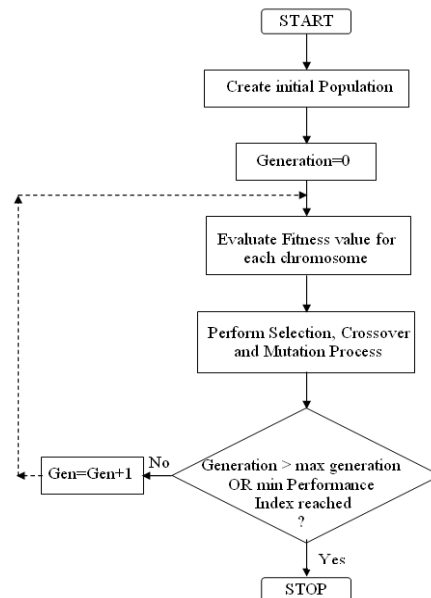 START
Create initial Population
Generation=0
Evaluate Fitness value for
each chromosome
Perform Selection, Crossover
and Mutation Process
Generation > max generation
OR min Performance
Index reached
?
No
Gen=Gen+1
Yes
STOP